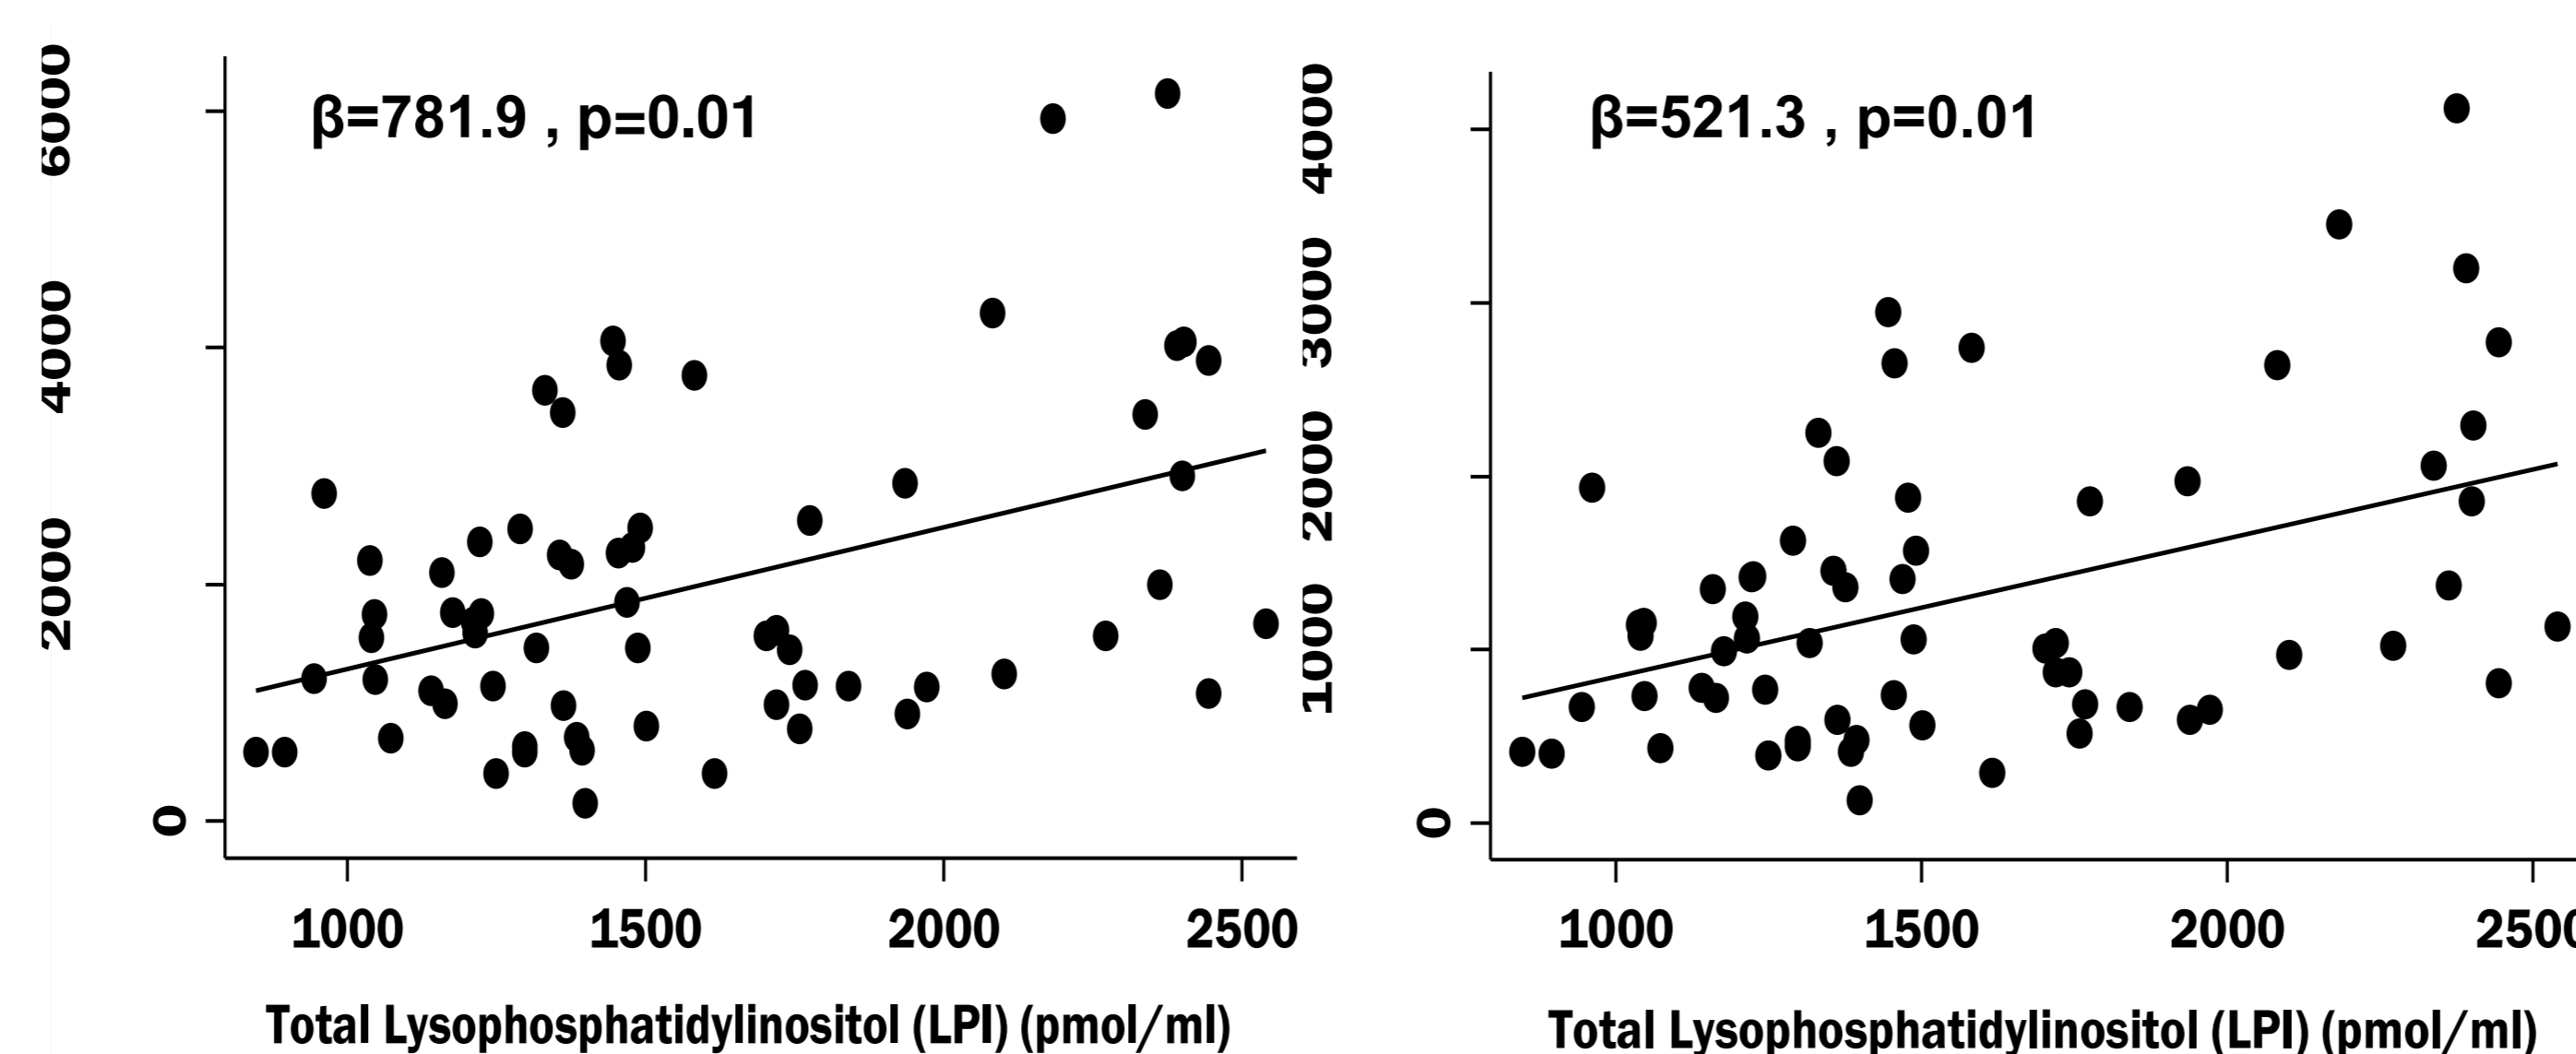 β=781.9 , p=0.01
6000
4000
2000
0
1000 1500 2000 2500
Total Lysophosphatidylinositol (LPI) (pmol/ml)
β=521.3 , p=0.01
4000
3000
2000
1000
0
1000 1500 2000 2500
Total Lysophosphatidylinositol (LPI) (pmol/ml)